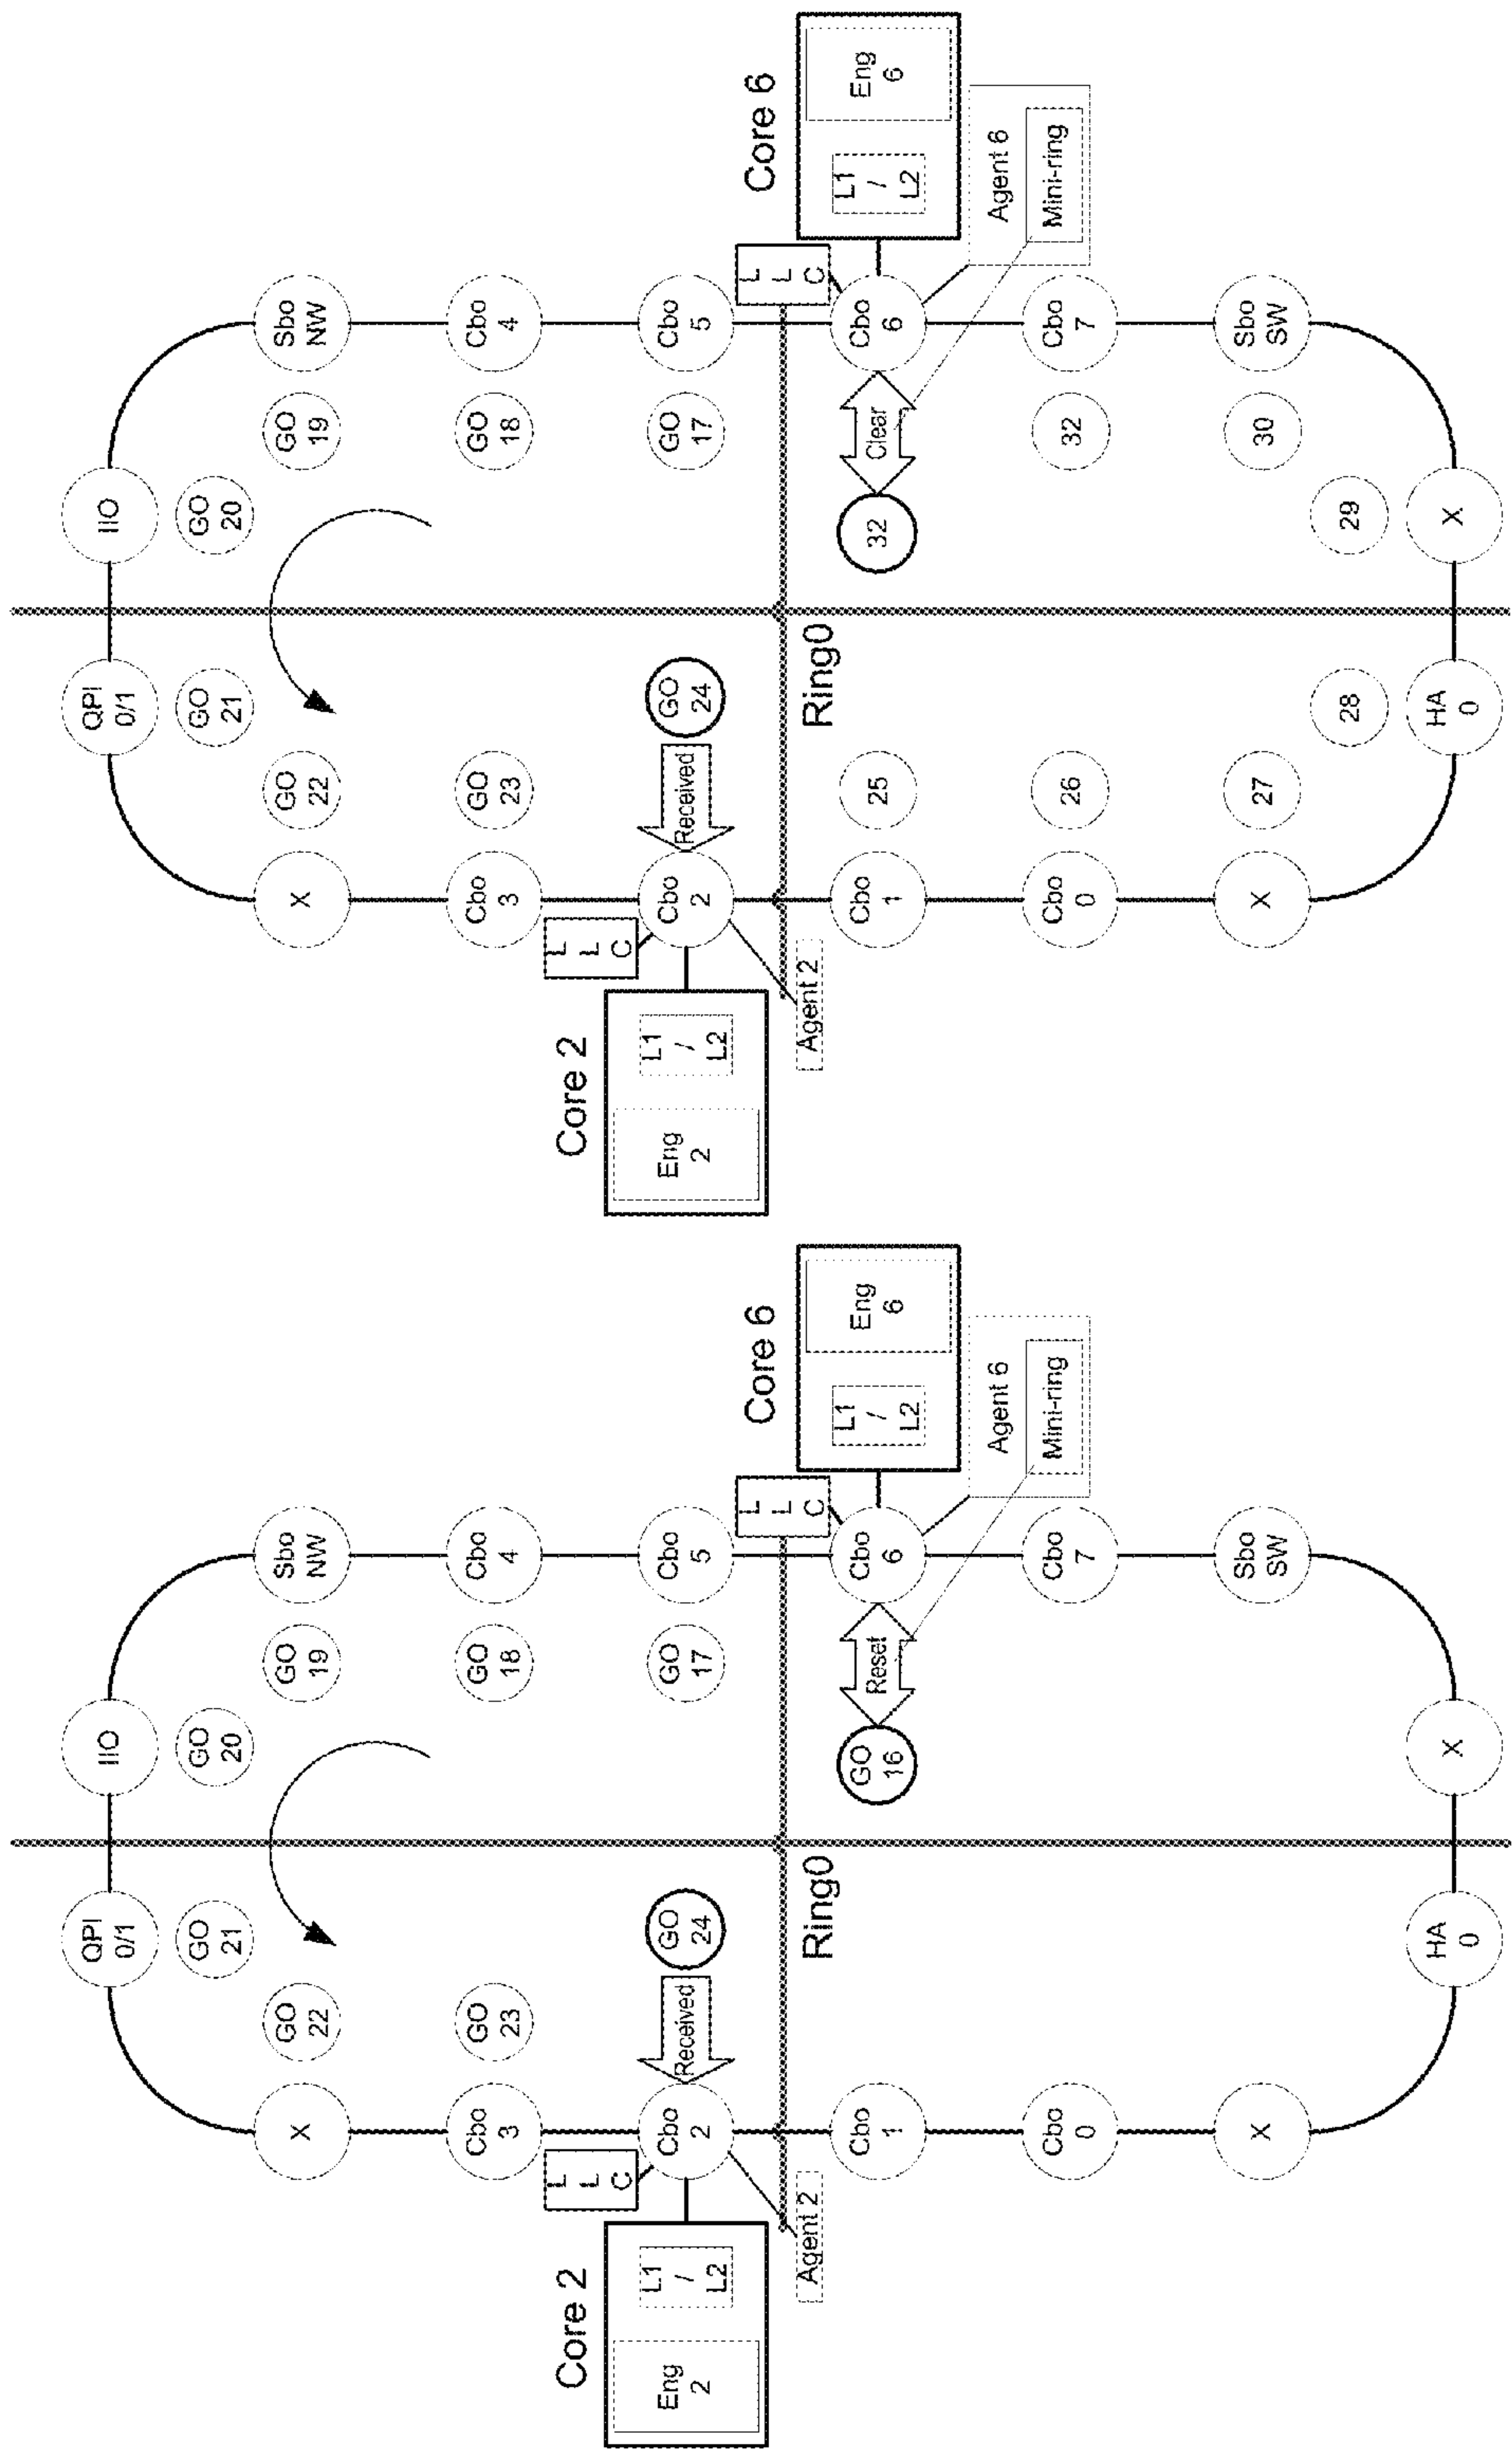 QPI
0/1
IIO
GO
21
GO
20
X
GO
22
GO
19
Sbo
NW
Cbo
3
GO
23
GO
18
Cbo
4
Core 2
L
L
C
Eng
2
L1
/
L2
Cbo
2
Received
GO
24
GO
17
Cbo
5
Core 6
L
L
C
Agent 2
Ring0
Cbo
1
GO
16
Reset
Cbo
6
L1
/
L2
Eng
6
Agent 6
Mini-ring
Cbo
0
Cbo
7
X
Sbo
SW
HA
0
X
QPI
0/1
IIO
GO
21
GO
20
X
GO
22
GO
19
Sbo
NW
Cbo
3
GO
23
GO
18
Cbo
4
Core 2
L
L
C
Eng
2
L1
/
L2
Cbo
2
Received
GO
24
GO
17
Cbo
5
Core 6
L
L
C
Agent 2
Ring0
Cbo
1
25
32
Clear
Cbo
6
L1
/
L2
Eng
6
Agent 6
Mini-ring
Cbo
0
26
32
Cbo
7
X
27
30
Sbo
SW
28
29
HA
0
X